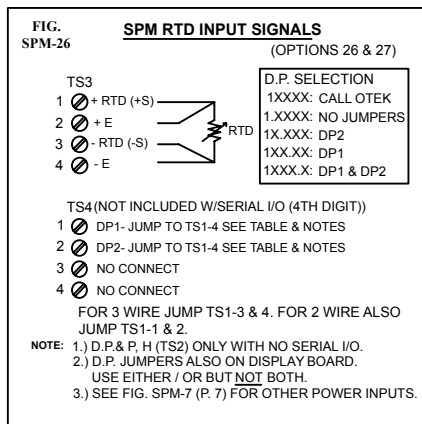 FIG.
SPM-26
SPM RTD INPUT SIGNALS
(OPTIONS 26 & 27)
TS3
1 + RTD (+S)
2 + E
3 - RTD (-S)
4 - E
RTD
D.P. SELECTION
1XXXX: CALL OTEK
1.XXXX: NO JUMPERS
1X.XXX: DP2
1XX.XX: DP1
1XXX.X: DP1 & DP2
TS4 (NOT INCLUDED W/SERIAL I/O (4TH DIGIT))
1 DP1- JUMP TO TS1-4 SEE TABLE & NOTES
2 DP2- JUMP TO TS1-4 SEE TABLE & NOTES
3 NO CONNECT
4 NO CONNECT
FOR 3 WIRE JUMP TS1-3 & 4. FOR 2 WIRE ALSO
JUMP TS1-1 & 2.
NOTE: 1.) D.P.& P, H (TS2) ONLY WITH NO SERIAL I/O.
2.) D.P. JUMPERS ALSO ON DISPLAY BOARD.
USE EITHER / OR BUT NOT BOTH.
3.) SEE FIG. SPM-7 (P. 7) FOR OTHER POWER INPUTS.